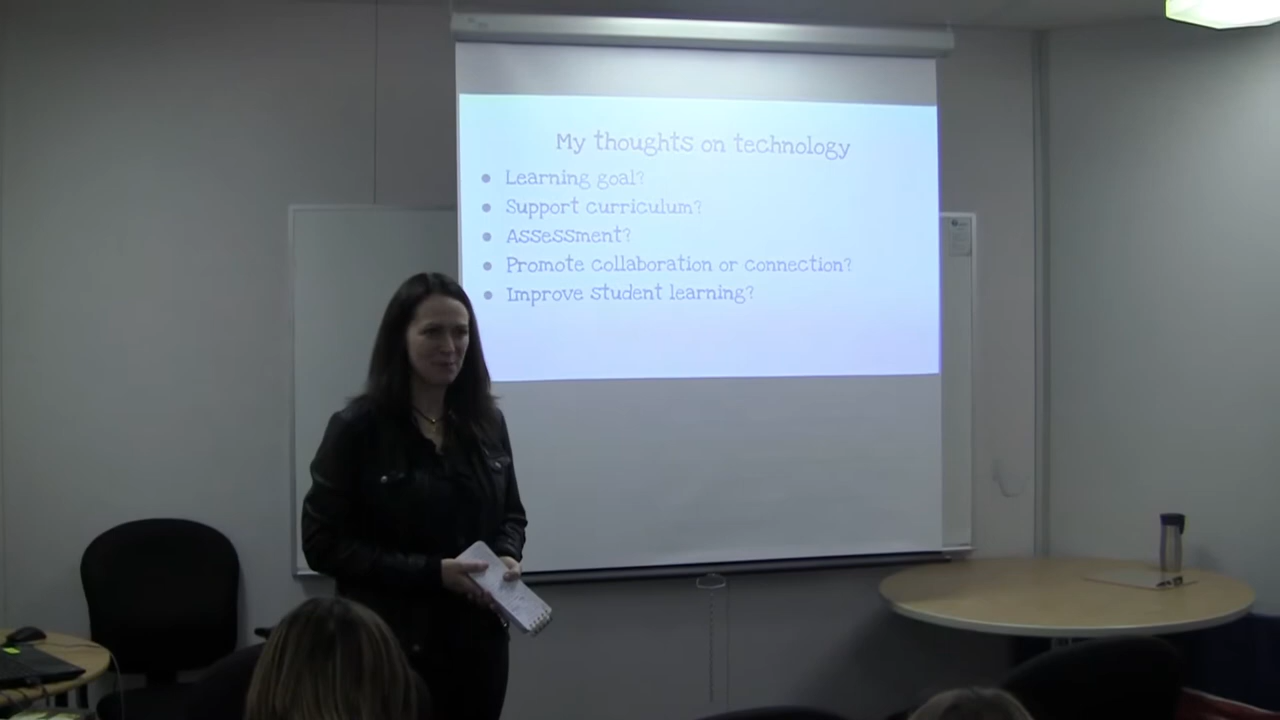 My thoughts on technology
Learning goal?
Support curriculum?
Assessment?
Promote collaboration or connection?
Improve student learning?